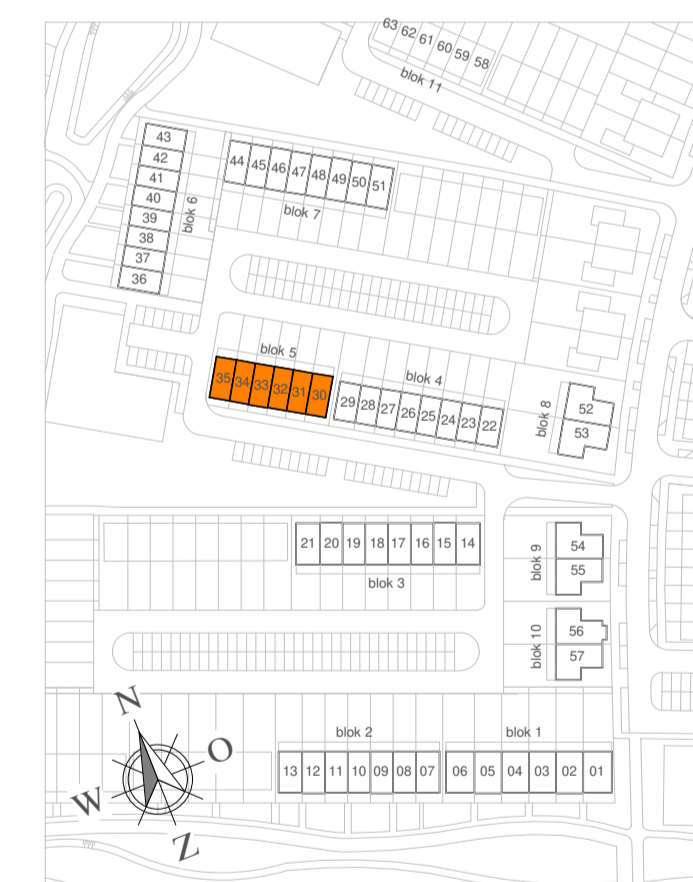 63 62 61 60 59 58
blok 11
43
42
41
40
39
38
37
36
blok 6
44 45 46 47 48 49 50 51
blok 7
blok 5
35 34 33 32 31 30
blok 4
29 28 27 26 25 24 23 22
blok 8
52
53
21 20 19 18 17 16 15 14
blok 3
blok 9
54
55
blok 10
56
57
blok 2
13 12 11 10 09 08 07
blok 1
06 05 04 03 02 01
N
O
W
Z